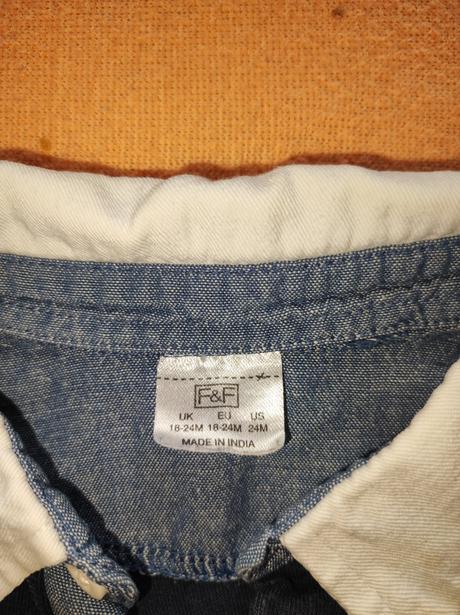 F&F
UK EU US
18-24M 18-24M 24M
MADE IN INDIA